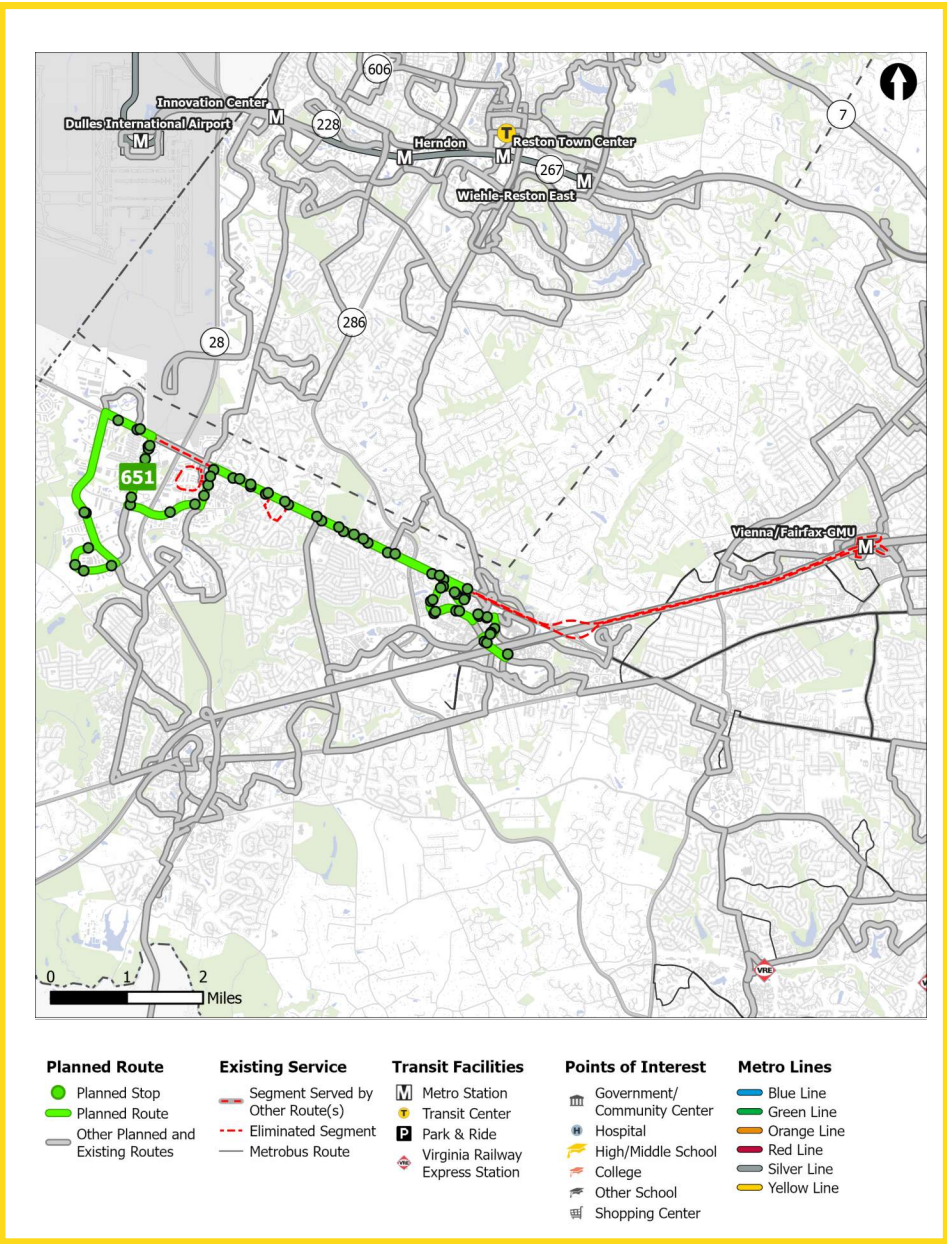 606
Innovation Center
7
Dulles International Airport
228
Herndon
T
Reston Town Center
M
M
M
M
267
M
Wiehle-Reston East
286
28
651
Vienna/Fairfax-GMU
M
0 1 2
Miles
VRE
Planned Route
Planned Stop
Planned Route
Other Planned and
Existing Routes
Existing Service
Segment Served by
Other Route(s)
Eliminated Segment
Metrobus Route
Transit Facilities
M Metro Station
T Transit Center
P Park & Ride
VRE Virginia Railway
Express Station
Points of Interest
Government/
Community Center
H Hospital
High/Middle School
College
Other School
Shopping Center
Metro Lines
Blue Line
Green Line
Orange Line
Red Line
Silver Line
Yellow Line